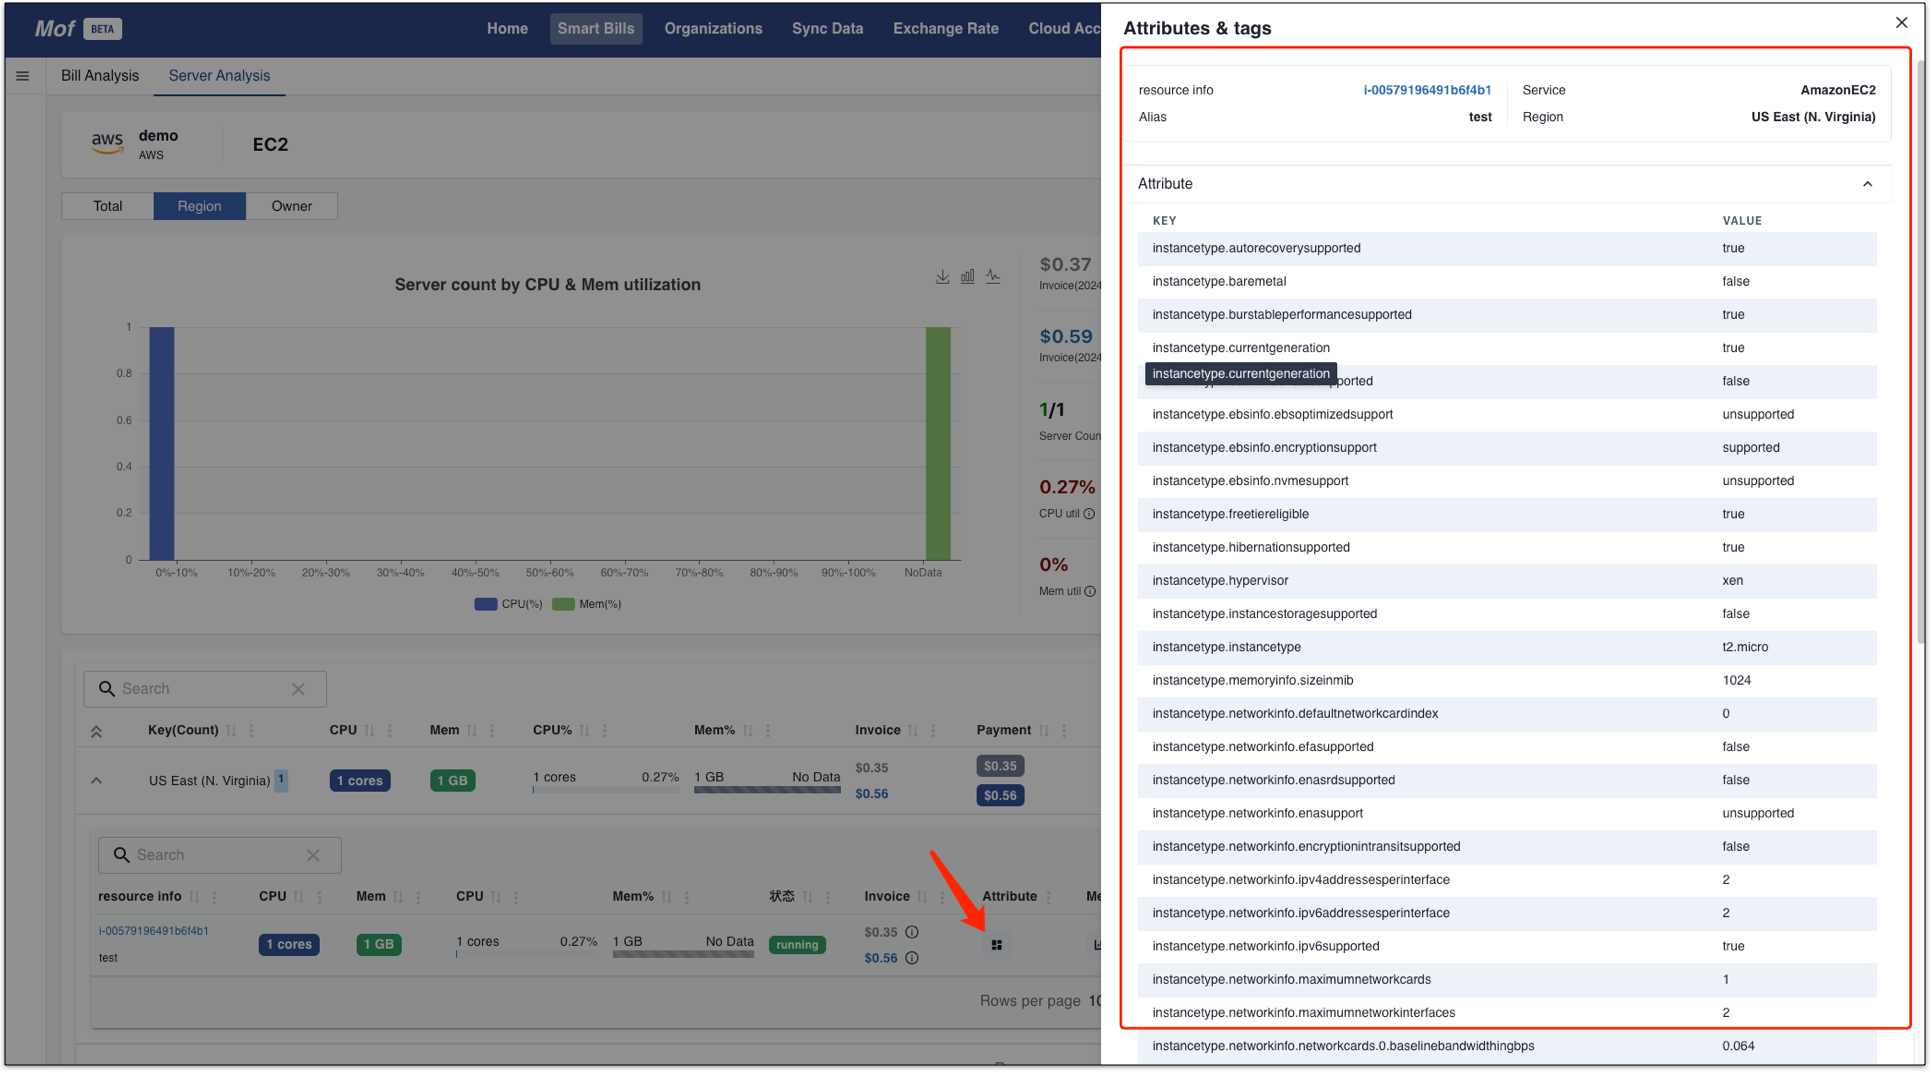 Mof BETA
Home Smart Bills Organizations Sync Data Exchange Rate Cloud Acc
Bill Analysis Server Analysis
aws demo AWS EC2
Total Region Owner
Server count by CPU & Mem utilization
1
0.8
0.6
0.4
0.2
0
0%-10% 10%-20% 20%-30% 30%-40% 40%-50% 50%-60% 60%-70% 70%-80% 80%-90% 90%-100% NoData
CPU(%) Mem(%)
$0.37
Invoice(2024
$0.59
Invoice(2024
1/1
Server Coun
0.27%
CPU util
0%
Mem util
Search
Key(Count) CPU Mem CPU% Mem% Invoice Payment
US East (N. Virginia) 1 1 cores 1 GB 1 cores 0.27% 1 GB No Data $0.35 $0.35
$0.56 $0.56
Search
resource info CPU Mem CPU Mem% 状态 Invoice Attribute Me
i-00579196491b6f4b1 1 cores 1 GB 1 cores 0.27% 1 GB No Data running $0.35
test $0.56
Rows per page 10
Attributes & tags
resource info i-00579196491b6f4b1 Service AmazonEC2
Alias test Region US East (N. Virginia)
Attribute
KEY VALUE
instancetype.autorecoverysupported true
instancetype.baremetal false
instancetype.burstableperformancesupported true
instancetype.currentgeneration true
instancetype.currentgeneration
ported false
instancetype.ebsinfo.ebsoptimizedsupport unsupported
instancetype.ebsinfo.encryptionsupport supported
instancetype.ebsinfo.nvmesupport unsupported
instancetype.freetiereligible true
instancetype.hibernationsupported true
instancetype.hypervisor xen
instancetype.instancestoragesupported false
instancetype.instancetype t2.micro
instancetype.memoryinfo.sizeinmib 1024
instancetype.networkinfo.defaultnetworkcardindex 0
instancetype.networkinfo.efasupported false
instancetype.networkinfo.enasrdsupported false
instancetype.networkinfo.enasupport unsupported
instancetype.networkinfo.encryptionintransitsupported false
instancetype.networkinfo.ipv4addressesperinterface 2
instancetype.networkinfo.ipv6addressesperinterface 2
instancetype.networkinfo.ipv6supported true
instancetype.networkinfo.maximumnetworkcards 1
instancetype.networkinfo.maximumnetworkinterfaces 2
instancetype.networkinfo.networkcards.0.baselinebandwidthingbps 0.064